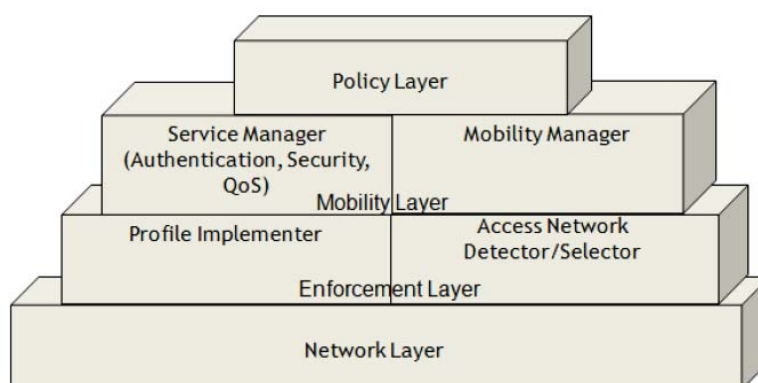 Policy Layer
Service Manager
(Authentication, Security,
QoS)
Mobility Manager
Mobility Layer
Profile Implementer
Access Network
Detector/Selector
Enforcement Layer
Network Layer